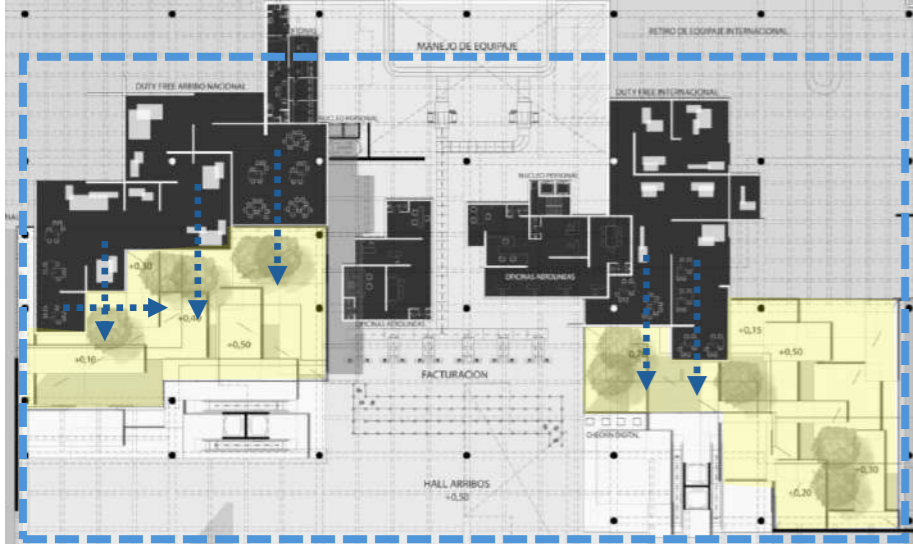 MANEJO DE EQUIPAJE
RETIRO DE EQUIPAJE INTERNACIONAL
DUTY FREE ARRIBO NACIONAL
DUTY FREE INTERNACIONAL
NUCLEO PERSONAL
NUCLEO PERSONAL
OFICINAS AEROLINEAS
OFICINAS AEROLINEAS
+0,30
+0,40
+0,50
+0,10
+0,15
+0,50
FACTURACION
CHECKIN DIGITAL
HALL ARRIBOS
+0,50
+0,30
+0,20